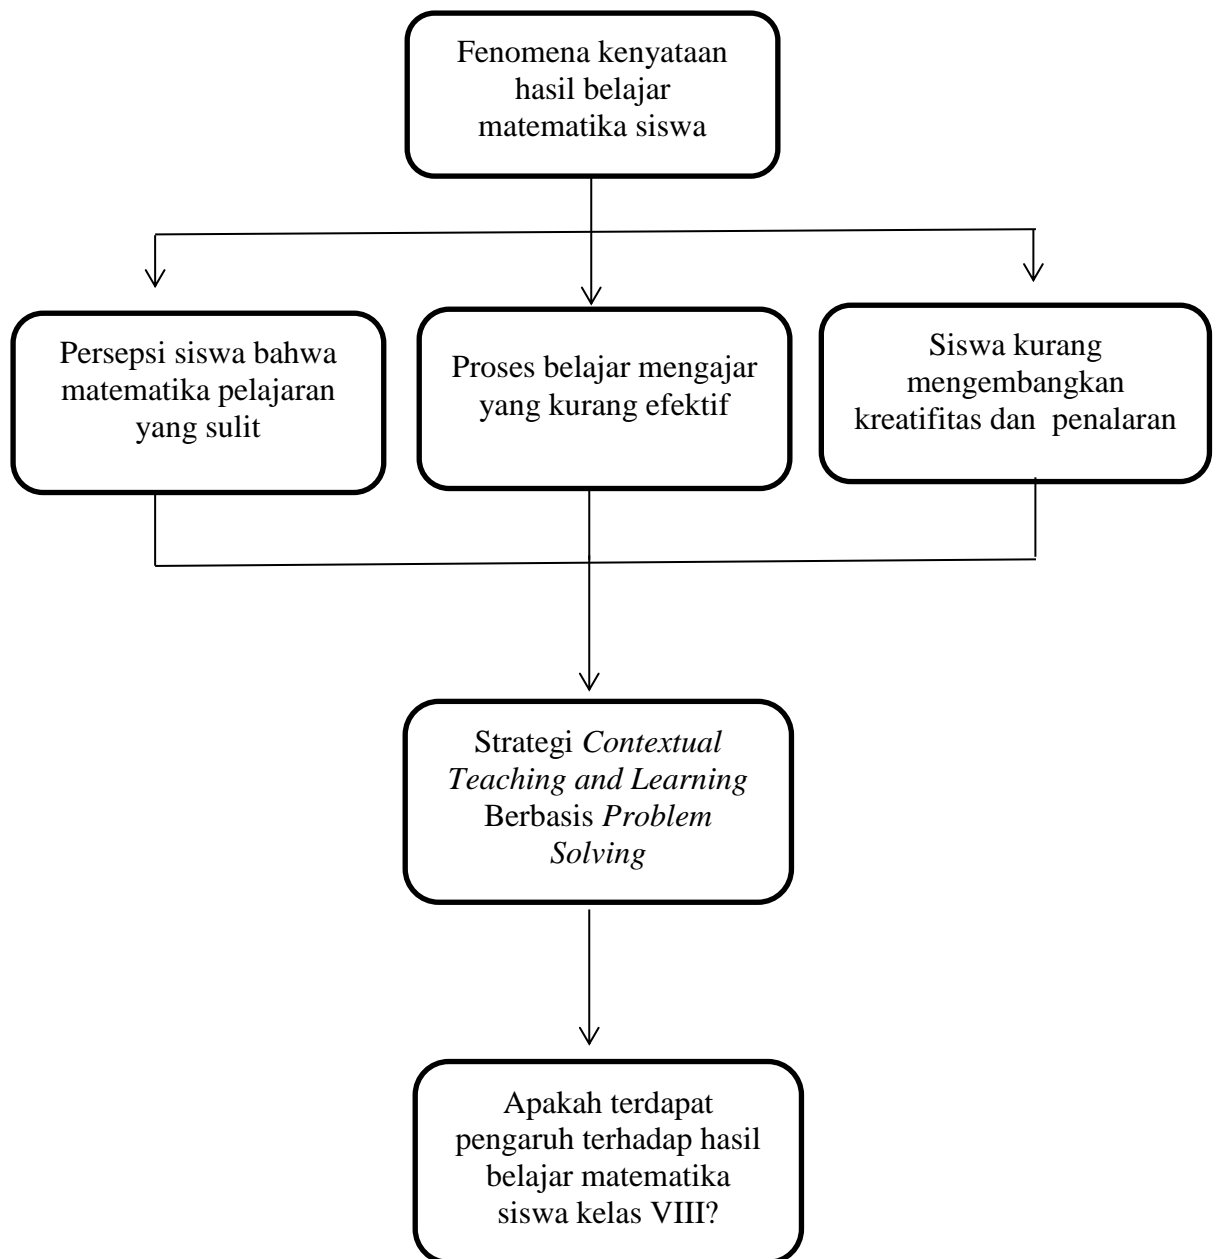 Fenomena kenyataan
hasil belajar
matematika siswa
Persepsi siswa bahwa
matematika pelajaran
yang sulit
Proses belajar mengajar
yang kurang efektif
Siswa kurang
mengembangkan
kreatifitas dan  penalaran
Strategi Contextual
Teaching and Learning
Berbasis Problem
Solving
Apakah terdapat
pengaruh terhadap hasil
belajar matematika
siswa kelas VIII?